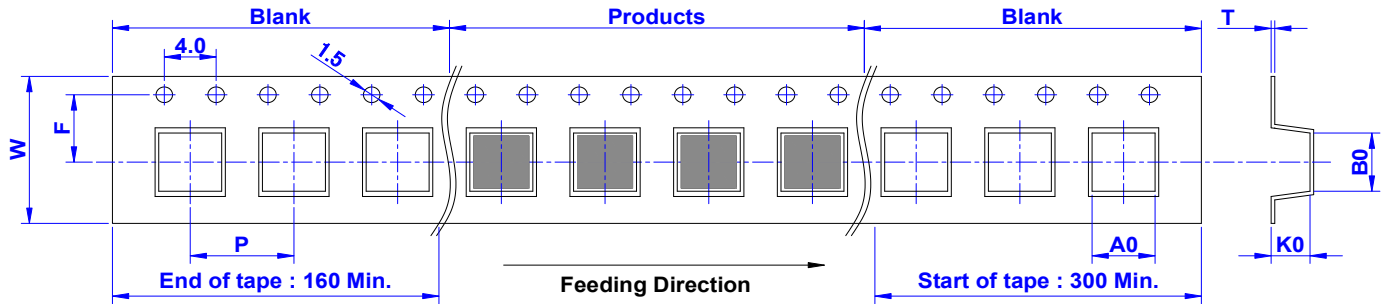 Blank
Products
Blank
T
4.0
1.5
F
W
B0
P
A0
K0
End of tape : 160 Min.
Feeding Direction
Start of tape : 300 Min.